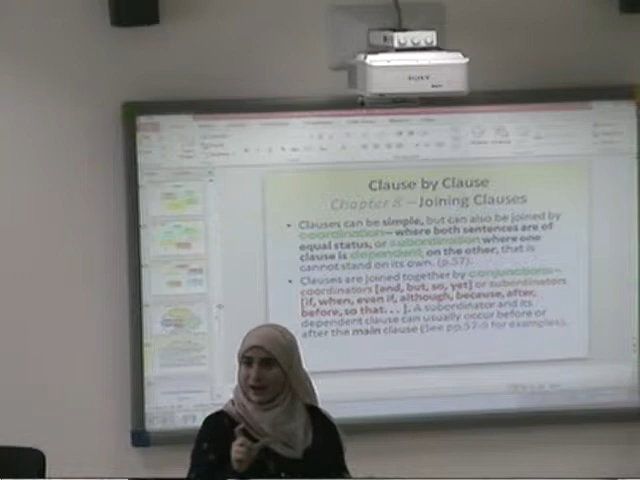 SONY
Clause by Clause
Chapter 8 – Joining Clauses
• Clauses can be simple, but can also be joined by
coordination – where both sentences are of
equal status, or subordination where one
clause is dependent on the other, that is
cannot stand on its own. (p.57).
• Clauses are joined together by conjunctions –
coordinators [and, but, so, yet] or subordinators
[if, when, even if, although, because, after,
before, so that . . . ]. A subordinator and its
dependent clause can usually occur before or
after the main clause (See pp.57-9 for examples).